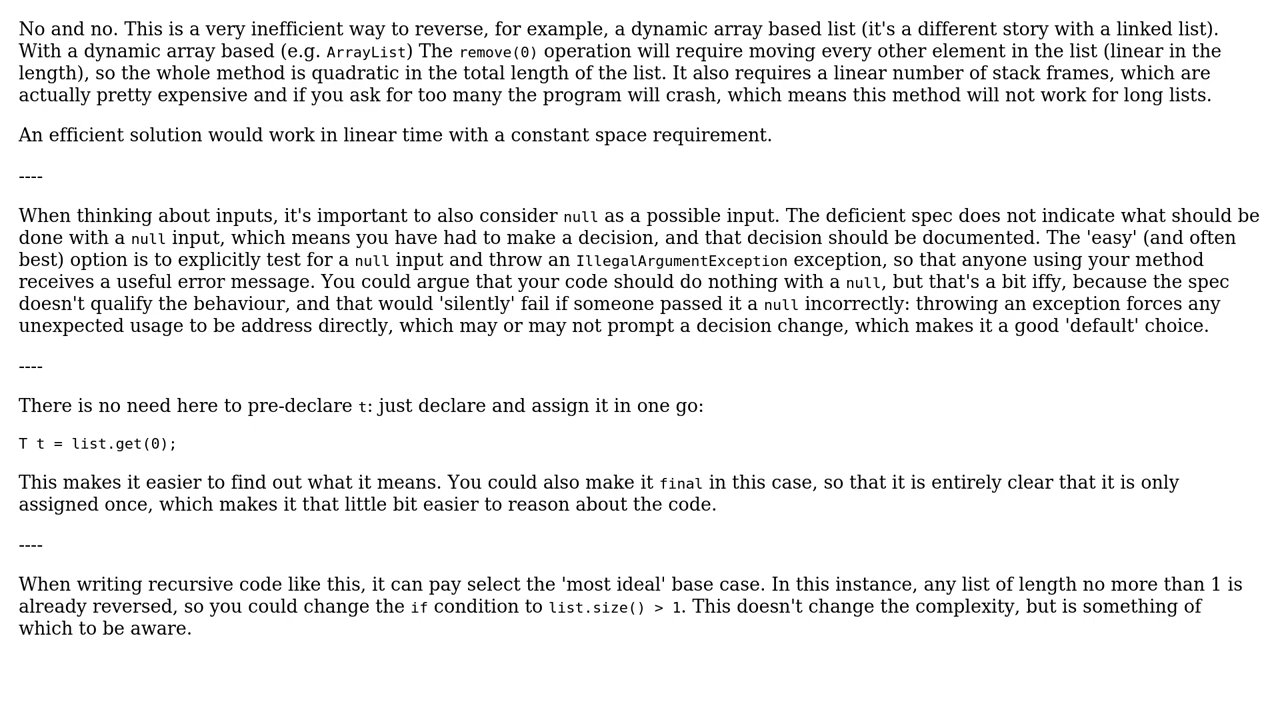 No and no. This is a very inefficient way to reverse, for example, a dynamic array based list (it's a different story with a linked list).
With a dynamic array based (e.g. ArrayList) The remove(0) operation will require moving every other element in the list (linear in the
length), so the whole method is quadratic in the total length of the list. It also requires a linear number of stack frames, which are
actually pretty expensive and if you ask for too many the program will crash, which means this method will not work for long lists.
An efficient solution would work in linear time with a constant space requirement.
----
When thinking about inputs, it's important to also consider null as a possible input. The deficient spec does not indicate what should be
done with a null input, which means you have had to make a decision, and that decision should be documented. The 'easy' (and often
best) option is to explicitly test for a null input and throw an IllegalArgumentException exception, so that anyone using your method
receives a useful error message. You could argue that your code should do nothing with a null, but that's a bit iffy, because the spec
doesn't qualify the behaviour, and that would 'silently' fail if someone passed it a null incorrectly: throwing an exception forces any
unexpected usage to be address directly, which may or may not prompt a decision change, which makes it a good 'default' choice.
----
There is no need here to pre-declare t: just declare and assign it in one go:
T t = list.get(0);
This makes it easier to find out what it means. You could also make it final in this case, so that it is entirely clear that it is only
assigned once, which makes it that little bit easier to reason about the code.
----
When writing recursive code like this, it can pay select the 'most ideal' base case. In this instance, any list of length no more than 1 is
already reversed, so you could change the if condition to list.size() > 1. This doesn't change the complexity, but is something of
which to be aware.